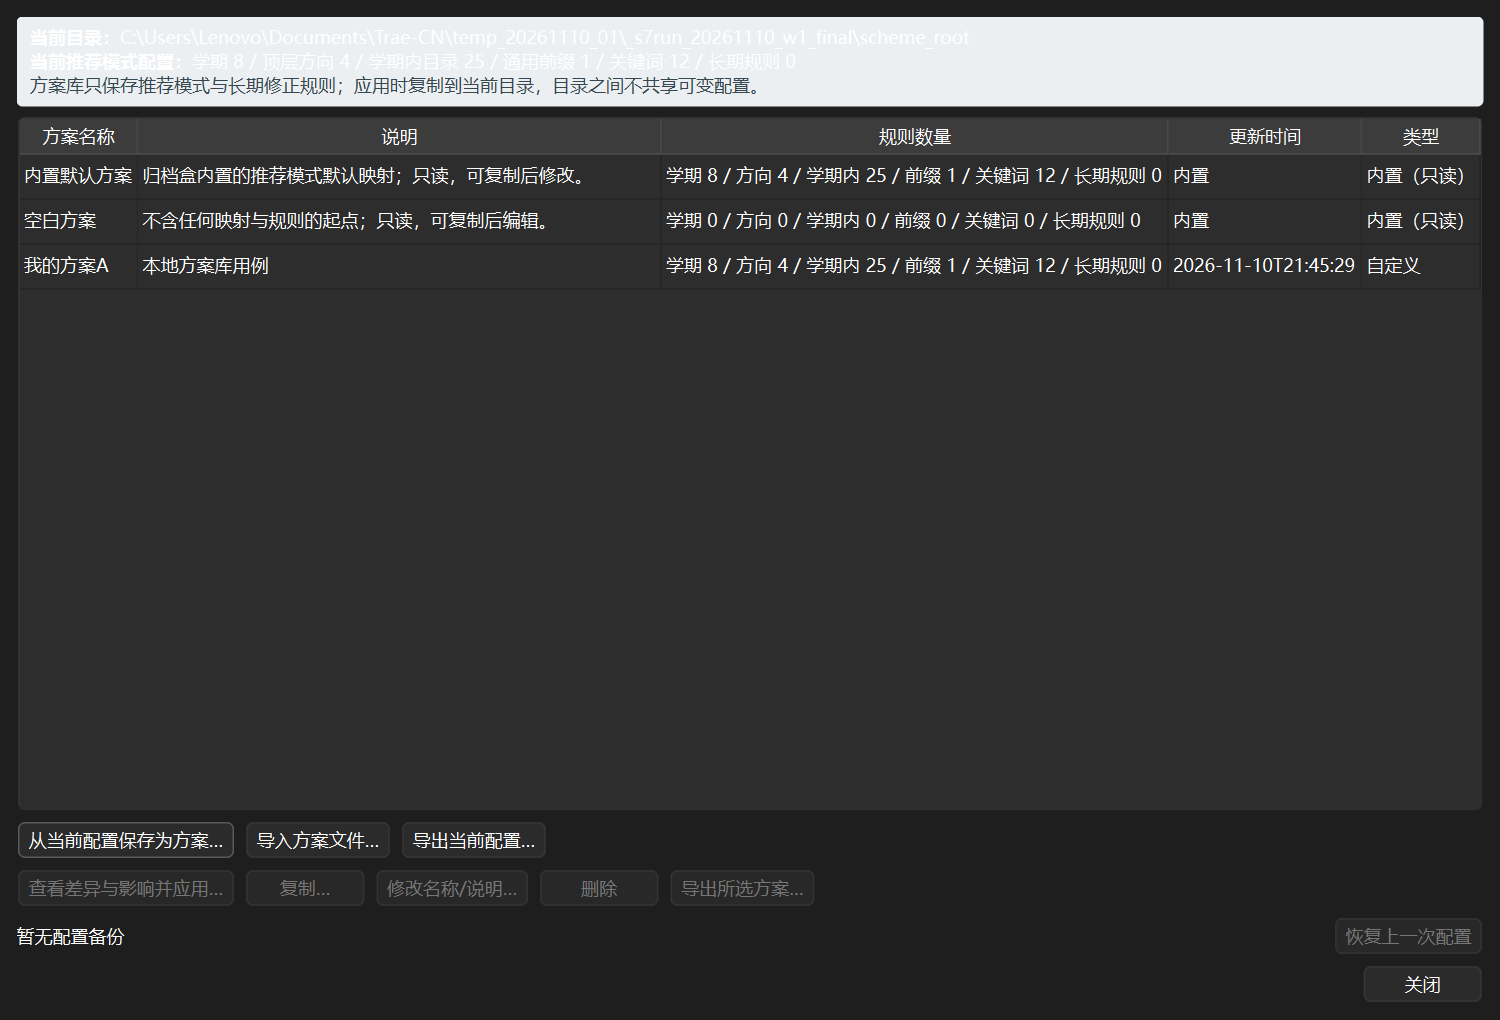 当前目录：C:\Users\Lenovo\Documents\Trae-CN\temp_20261110_01\_s7run_20261110_w1_final\scheme_root
当前推荐模式配置：学期 8 / 顶层方向 4 / 学期内目录 25 / 通用前缀 1 / 关键词 12 / 长期规则 0
方案库只保存推荐模式与长期修正规则；应用时复制到当前目录，目录之间不共享可变配置。
方案名称 说明 规则数量 更新时间 类型
内置默认方案 归档盒内置的推荐模式默认映射；只读，可复制后修改。 学期 8 / 方向 4 / 学期内 25 / 前缀 1 / 关键词 12 / 长期规则 0 内置 内置（只读）
空白方案 不含任何映射与规则的起点；只读，可复制后编辑。 学期 0 / 方向 0 / 学期内 0 / 前缀 0 / 关键词 0 / 长期规则 0 内置 内置（只读）
我的方案A 本地方案库用例 学期 8 / 方向 4 / 学期内 25 / 前缀 1 / 关键词 12 / 长期规则 0 2026-11-10T21:45:29 自定义
从当前配置保存为方案... 导入方案文件... 导出当前配置...
查看差异与影响并应用... 复制... 修改名称/说明... 删除 导出所选方案...
暂无配置备份 恢复上一次配置
关闭